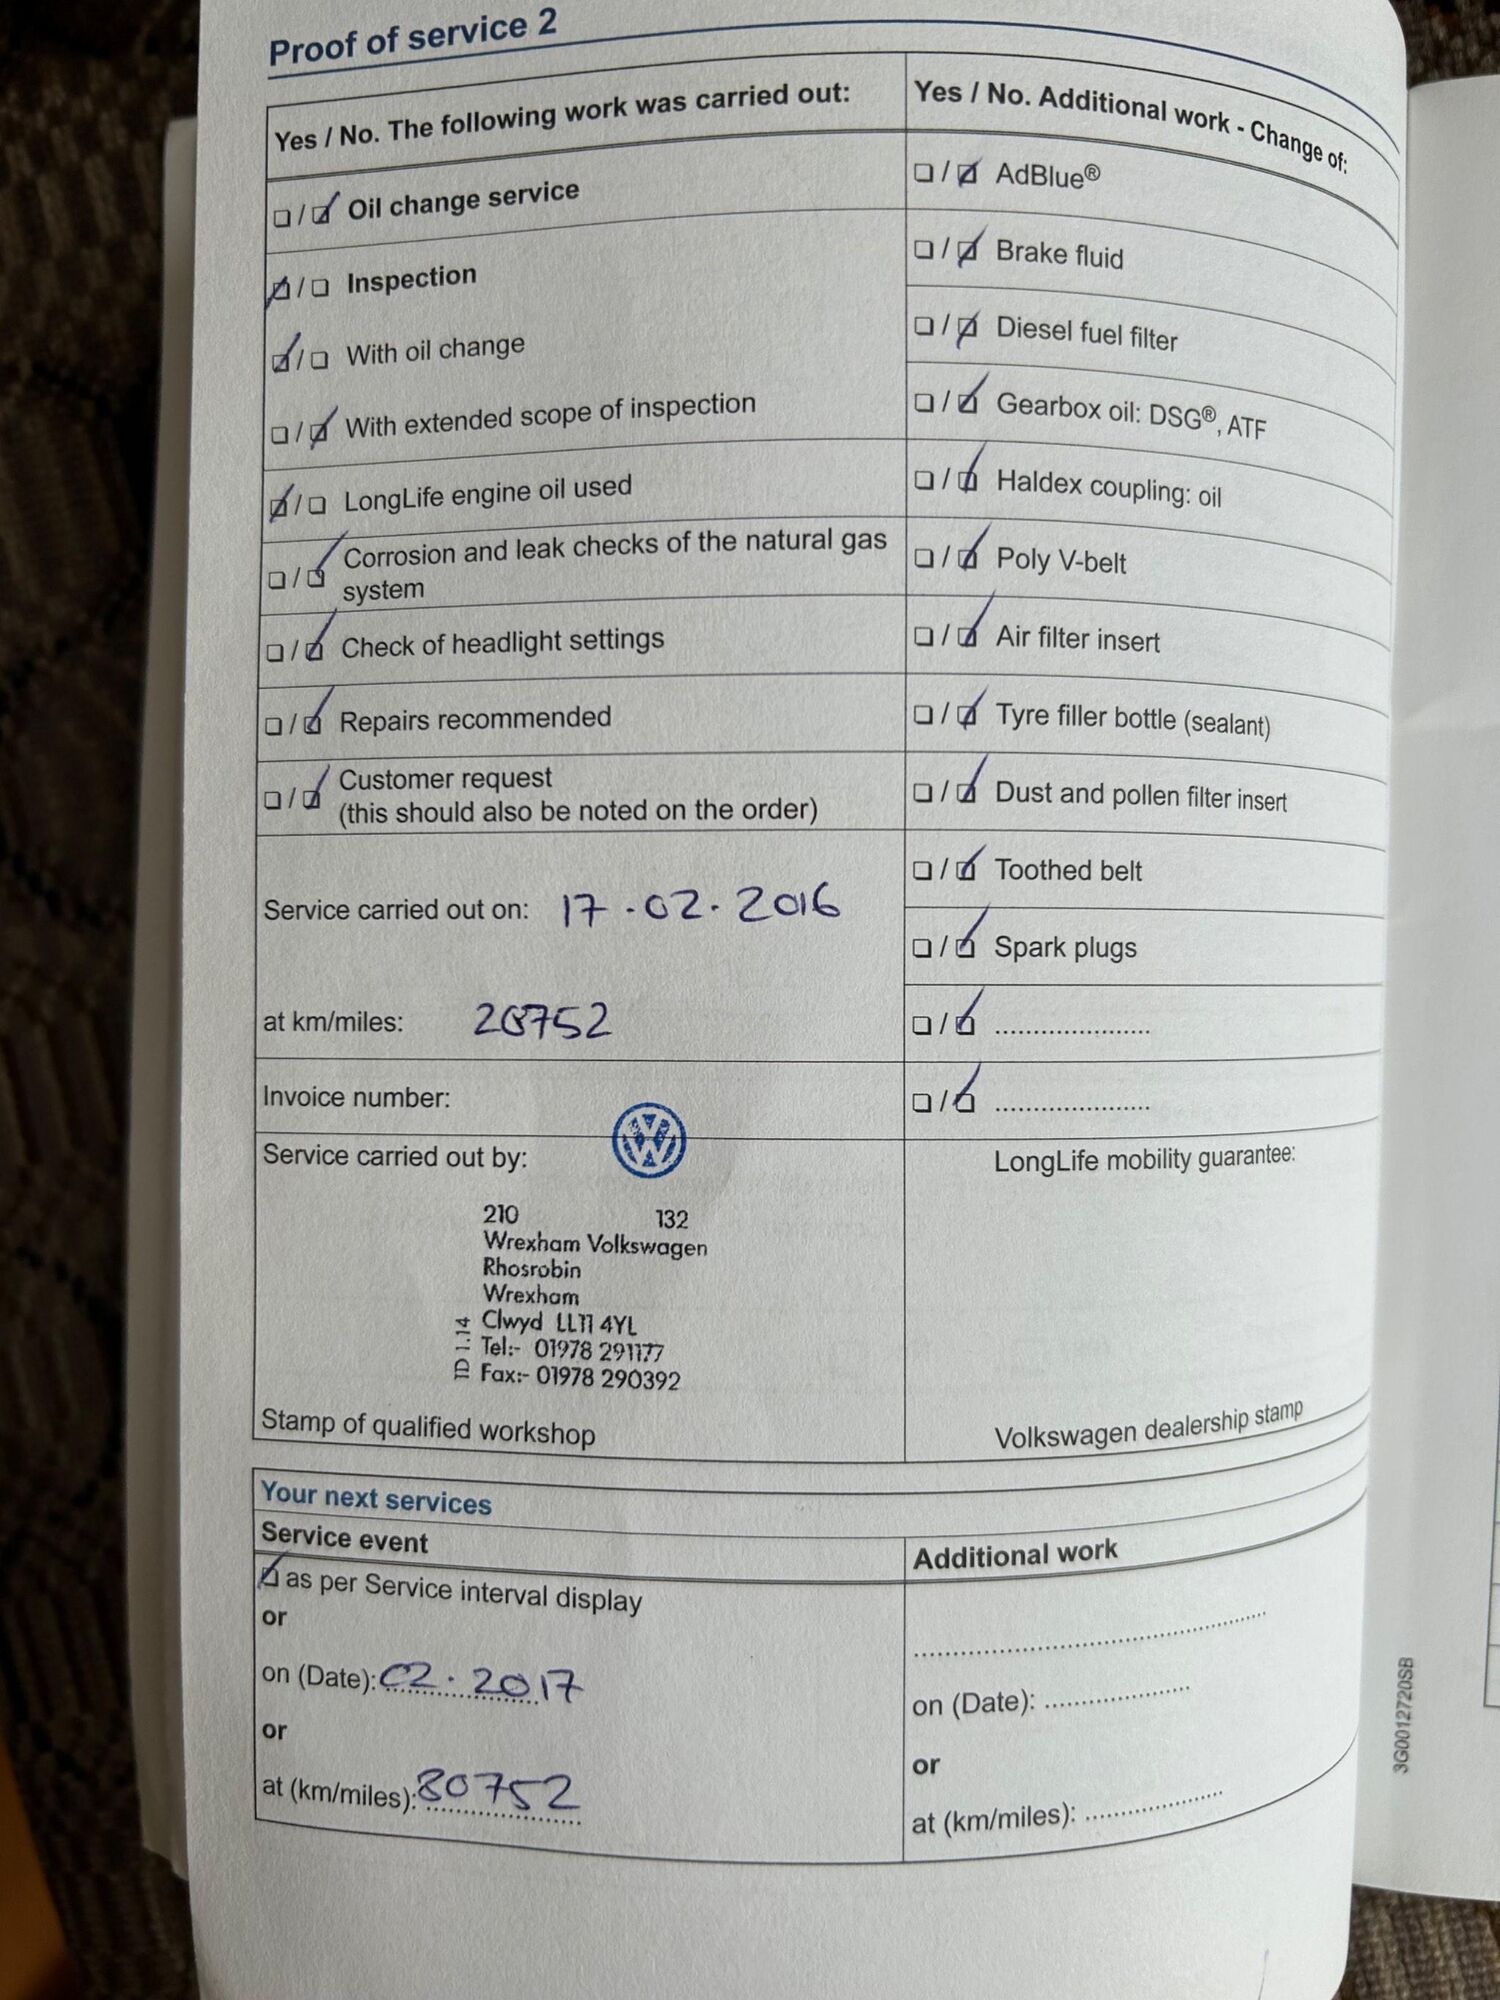 Proof of service 2
Yes / No. The following work was carried out:
☐ / ☑ Oil change service
☑ / ☐ Inspection
☑ / ☐ With oil change
☐ / ☑ With extended scope of inspection
☑ / ☐ LongLife engine oil used
☐ / ☑ Corrosion and leak checks of the natural gas
system
☐ / ☑ Check of headlight settings
☐ / ☑ Repairs recommended
☐ / ☑ Customer request
(this should also be noted on the order)
Service carried out on: 17.02.2016
at km/miles: 20752
Invoice number:
Service carried out by:
210 132
Wrexham Volkswagen
Rhosrobin
Wrexham
Clwyd LL11 4YL
Tel:- 01978 291177
Fax:- 01978 290392
ID 1:14
Stamp of qualified workshop
Yes / No. Additional work - Change of:
☐ / ☑ AdBlue®
☐ / ☑ Brake fluid
☐ / ☑ Diesel fuel filter
☐ / ☑ Gearbox oil: DSG®, ATF
☐ / ☑ Haldex coupling: oil
☐ / ☑ Poly V-belt
☐ / ☑ Air filter insert
☐ / ☑ Tyre filler bottle (sealant)
☐ / ☑ Dust and pollen filter insert
☐ / ☑ Toothed belt
☐ / ☑ Spark plugs
☐ / ☑ ......................
☐ / ☑ ......................
LongLife mobility guarantee:
Volkswagen dealership stamp
Your next services
Service event
☑ as per Service interval display
or
on (Date): 02.2017
or
at (km/miles): 30752
Additional work
on (Date): ....................
or
at (km/miles): ....................
3G0012720SB